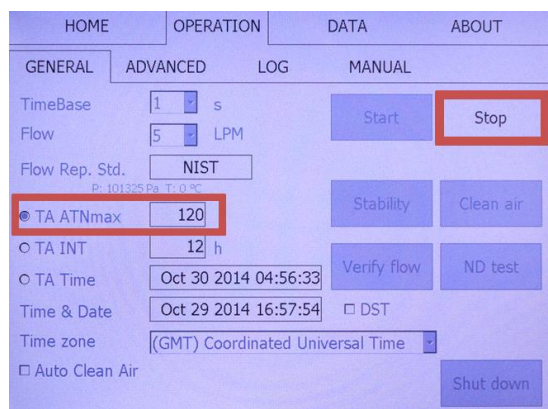 HOME OPERATION DATA ABOUT
GENERAL ADVANCED LOG MANUAL
TimeBase 1 s Start Stop
Flow 5 LPM
Flow Rep. Std. NIST
P: 101325 Pa T: 0 ºC
TA ATNmax 120 Stability Clean air
TA INT 12 h
TA Time Oct 30 2014 04:56:33 Verify flow ND test
Time & Date Oct 29 2014 16:57:54 DST
Time zone (GMT) Coordinated Universal Time
Auto Clean Air Shut down